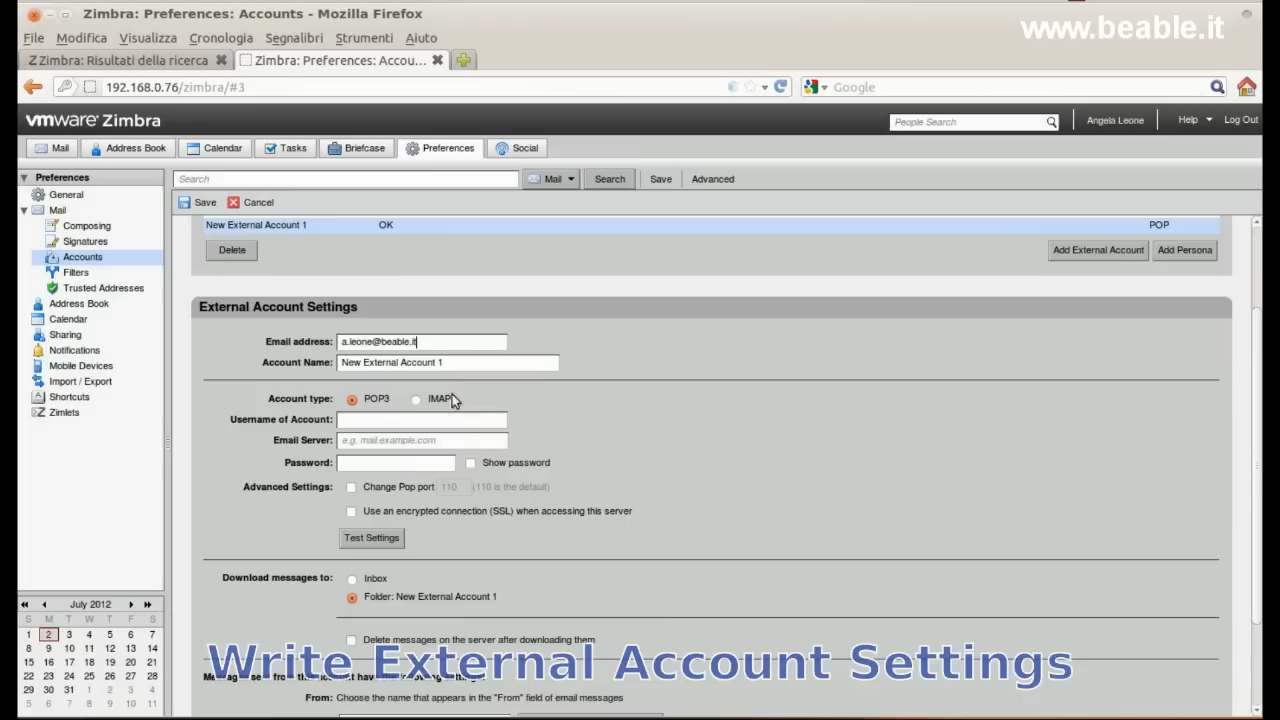 Zimbra: Preferences: Accounts - Mozilla Firefox
www.beable.it
File Modifica Visualizza Cronologia Segnalibri Strumenti Aiuto
Zimbra: Risultati della ricerca Zimbra: Preferences: Accou...
192.168.0.76/zimbra/#3 Google
vmware Zimbra People Search Angela Leone Help Log Out
Mail Address Book Calendar Tasks Briefcase Preferences Social
Preferences Search Mail Search Save Advanced
General
Save Cancel
Mail
Composing
New External Account 1 OK POP
Signatures
Delete Add External Account Add Persona
Accounts
Filters
Trusted Addresses
Address Book
External Account Settings
Calendar
Sharing
Email address: a.leone@beable.it
Notifications
Account Name: New External Account 1
Mobile Devices
Import / Export
Shortcuts
Account type: POP3 IMAP
Zimlets
Username of Account:
Email Server: e.g. mail.example.com
Password: Show password
Advanced Settings: Change Pop port 110 (110 is the default)
Use an encrypted connection (SSL) when accessing this server
Test Settings
Download messages to: Inbox
Folder: New External Account 1
July 2012
S M T W T F S
1 2 3 4 5 6 7
Delete messages on the server after downloading them
8 9 10 11 12 13 14
15 16 17 18 19 20 21
Write External Account Settings
22 23 24 25 26 27 28
29 30 31 1 2 3 4
From: Choose the name that appears in the "From" field of email messages
5 6 7 8 9 10 11